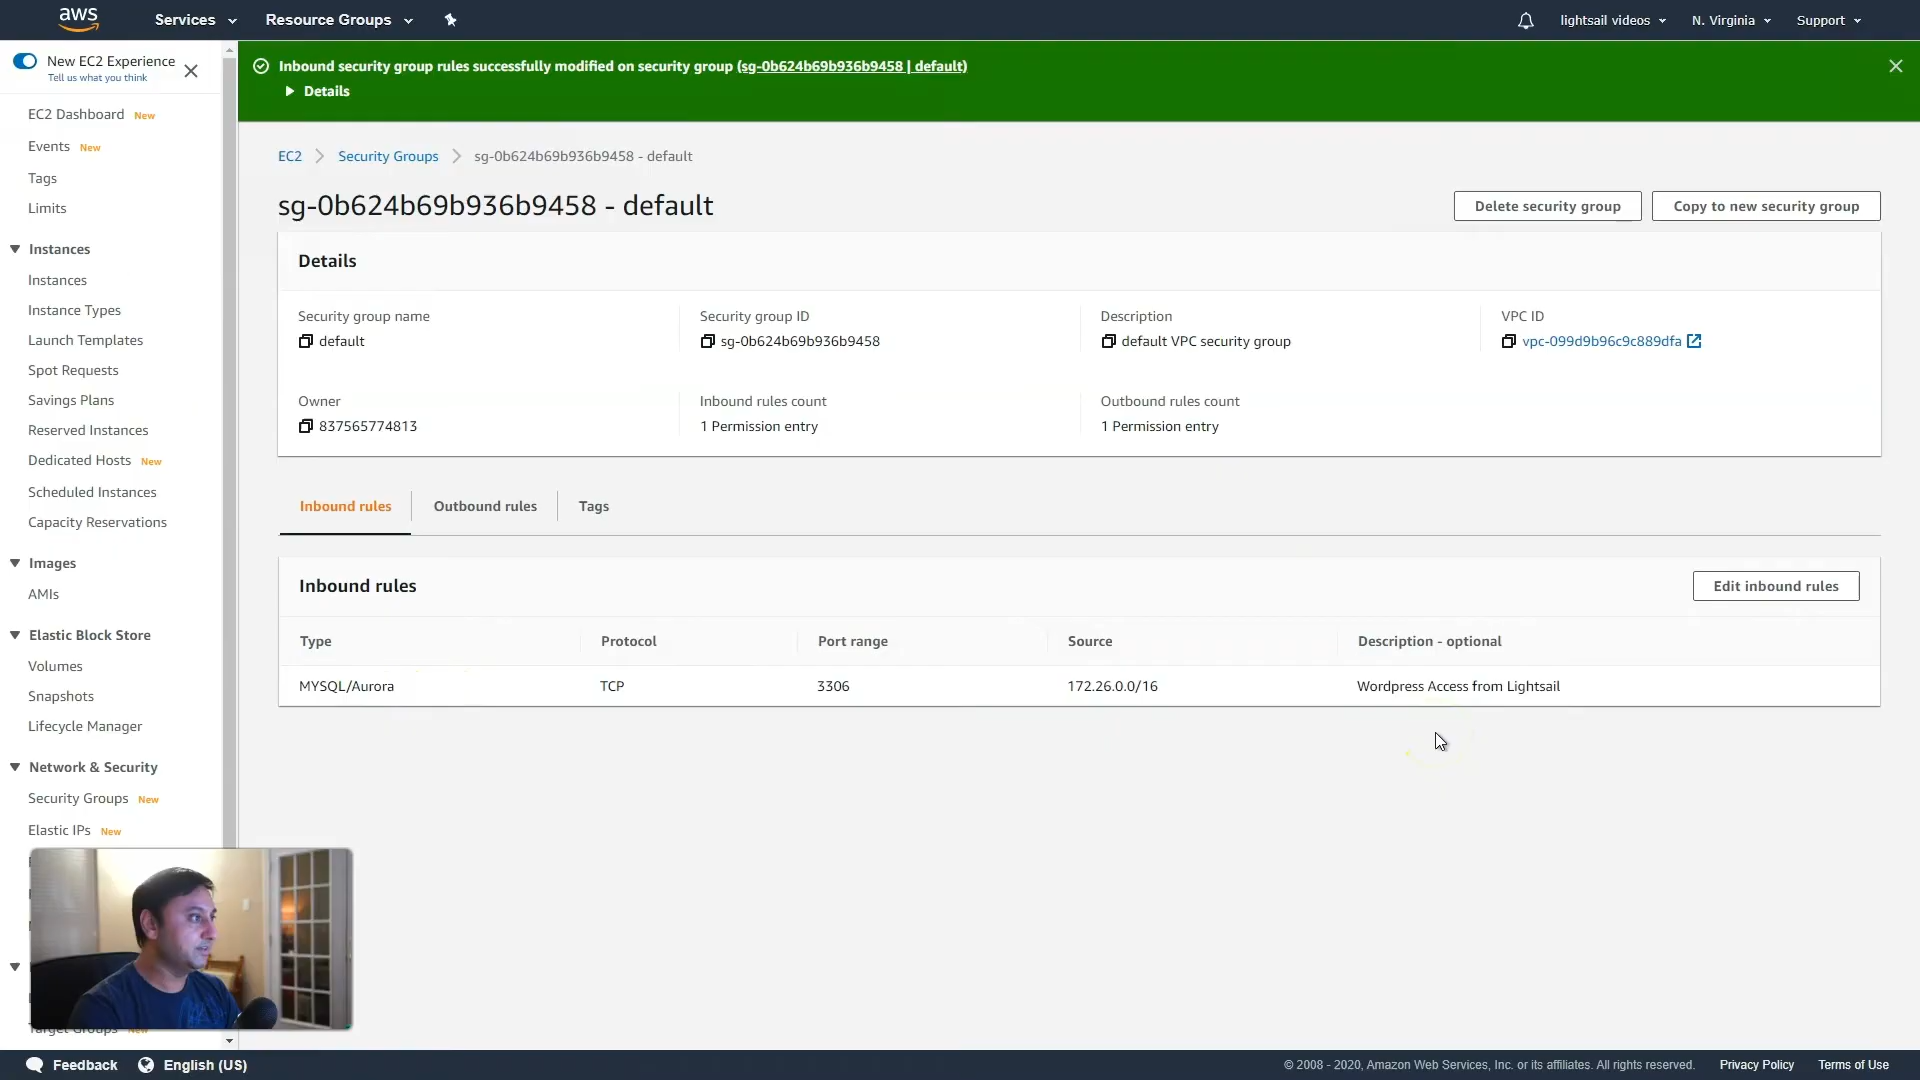 aws
Services
Resource Groups
lightsail videos
N. Virginia
Support
New EC2 Experience
Tell us what you think
EC2 Dashboard New
Events New
Tags
Limits
Instances
Instances
Instance Types
Launch Templates
Spot Requests
Savings Plans
Reserved Instances
Dedicated Hosts New
Scheduled Instances
Capacity Reservations
Images
AMIs
Elastic Block Store
Volumes
Snapshots
Lifecycle Manager
Network & Security
Security Groups New
Elastic IPs New
Target Groups New
Inbound security group rules successfully modified on security group (sg-0b624b69b936b9458 | default)
Details
EC2
Security Groups
sg-0b624b69b936b9458 - default
sg-0b624b69b936b9458 - default
Delete security group
Copy to new security group
Details
Security group name
default
Security group ID
sg-0b624b69b936b9458
Description
default VPC security group
VPC ID
vpc-099d9b96c9c889dfa
Owner
837565774813
Inbound rules count
1 Permission entry
Outbound rules count
1 Permission entry
Inbound rules
Outbound rules
Tags
Inbound rules
Edit inbound rules
Type Protocol Port range Source Description - optional
MYSQL/Aurora TCP 3306 172.26.0.0/16 Wordpress Access from Lightsail
Feedback
English (US)
© 2008 - 2020, Amazon Web Services, Inc. or its affiliates. All rights reserved.
Privacy Policy
Terms of Use